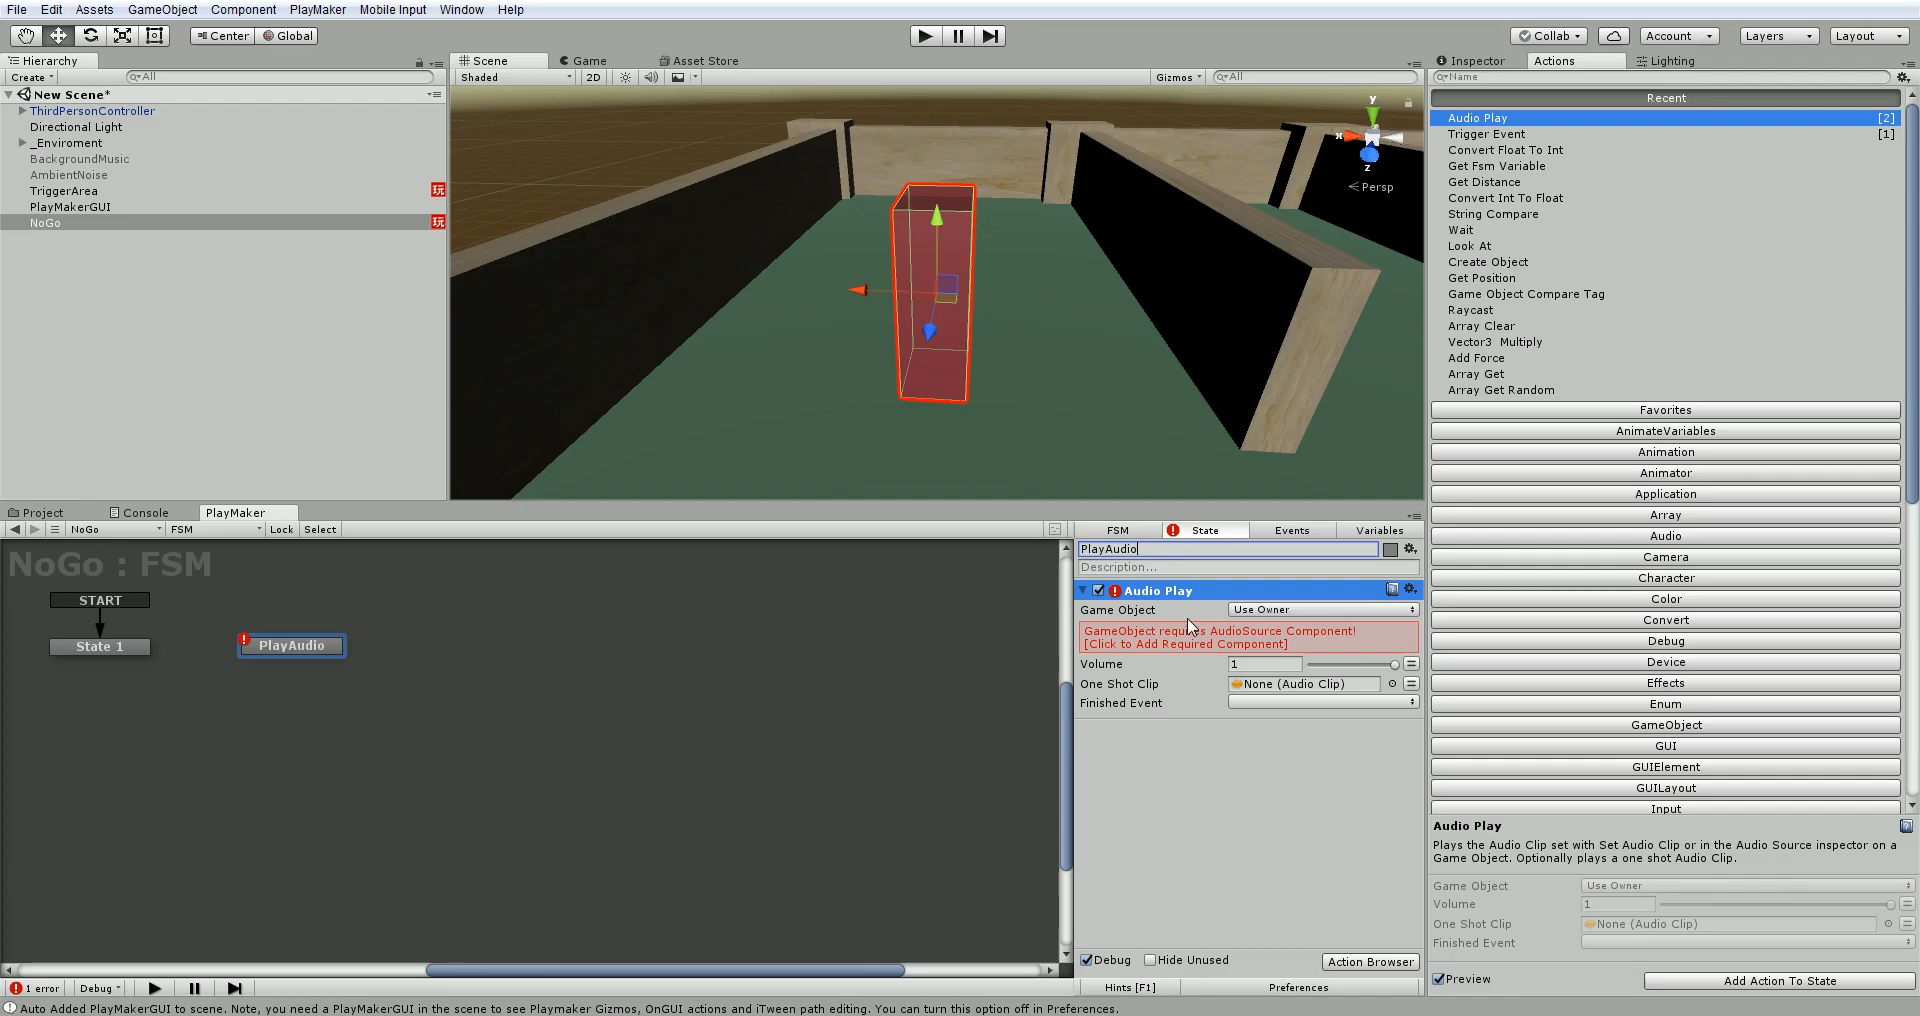 File Edit Assets GameObject Component PlayMaker Mobile Input Window Help
Center Global Collab Account Layers Layout
Hierarchy
Create All
New Scene*
ThirdPersonController
Directional Light
_Enviroment
BackgroundMusic
AmbientNoise
TriggerArea 玩
PlayMakerGUI
NoGo 玩
Scene Game Asset Store
Shaded 2D Gizmos All
y
x
z
Persp
Inspector Actions Lighting
Name
Recent
Audio Play [2]
Trigger Event [1]
Convert Float To Int
Get Fsm Variable
Get Distance
Convert Int To Float
String Compare
Wait
Look At
Create Object
Get Position
Game Object Compare Tag
Raycast
Array Clear
Vector3 Multiply
Add Force
Array Get
Array Get Random
Favorites
AnimateVariables
Animation
Animator
Application
Array
Audio
Camera
Character
Color
Convert
Debug
Device
Effects
Enum
GameObject
GUI
GUIElement
GUILayout
Input
Audio Play
Plays the Audio Clip set with Set Audio Clip or in the Audio Source inspector on a
Game Object. Optionally plays a one shot Audio Clip.
Game Object Use Owner
Volume 1
One Shot Clip None (Audio Clip)
Finished Event
Preview Add Action To State
Project Console PlayMaker
NoGo FSM Lock Select
NoGo : FSM
START
State 1
PlayAudio
FSM State Events Variables
PlayAudio
Description...
Audio Play
Game Object Use Owner
GameObject requires AudioSource Component!
[Click to Add Required Component]
Volume 1
One Shot Clip None (Audio Clip)
Finished Event
Debug Hide Unused Action Browser
1 error Debug Hints [F1] Preferences
Auto Added PlayMakerGUI to scene. Note, you need a PlayMakerGUI in the scene to see Playmaker Gizmos, OnGUI actions and iTween path editing. You can turn this option off in Preferences.